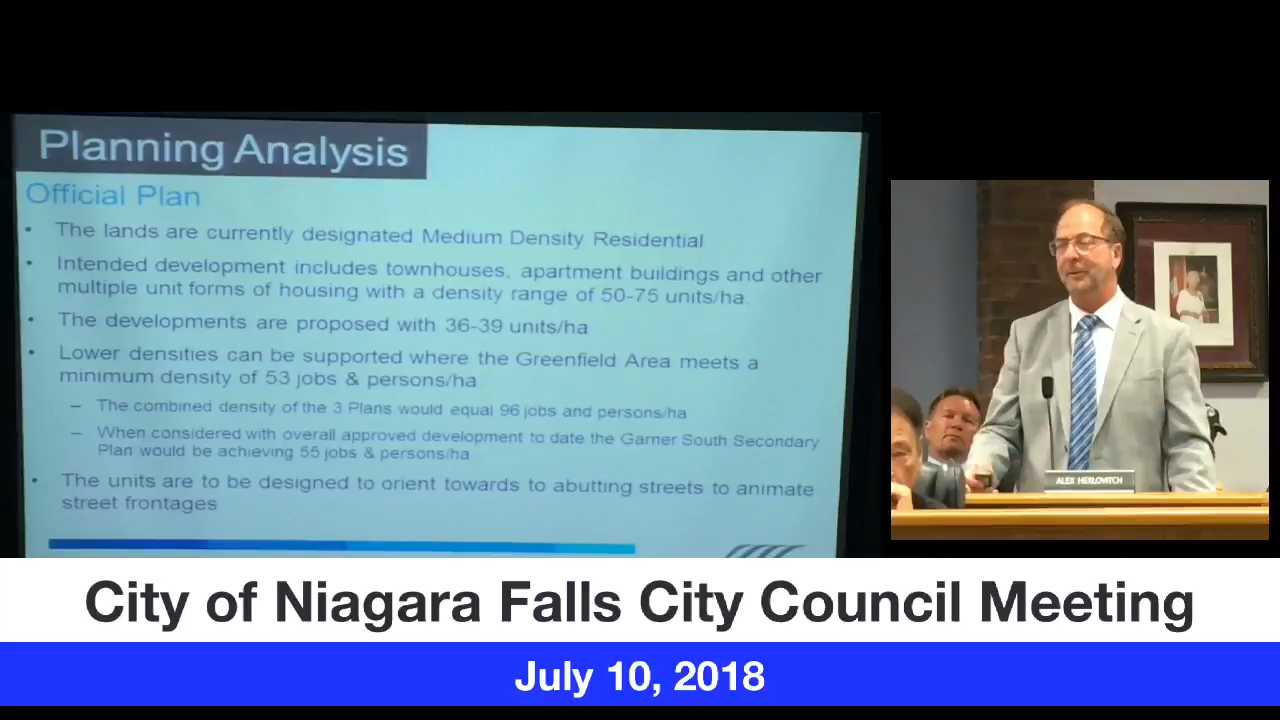 Planning Analysis
Official Plan
• The lands are currently designated Medium Density Residential
• Intended development includes townhouses, apartment buildings and other
multiple unit forms of housing with a density range of 50-75 units/ha.
• The developments are proposed with 36-39 units/ha
• Lower densities can be supported where the Greenfield Area meets a
minimum density of 53 jobs & persons/ha
– The combined density of the 3 Plans would equal 96 jobs and persons/ha
– When considered with overall approved development to date the Garner South Secondary
Plan would be achieving 55 jobs & persons/ha
• The units are to be designed to orient towards to abutting streets to animate
street frontages
ALEX HERLOVITCH
City of Niagara Falls City Council Meeting
July 10, 2018